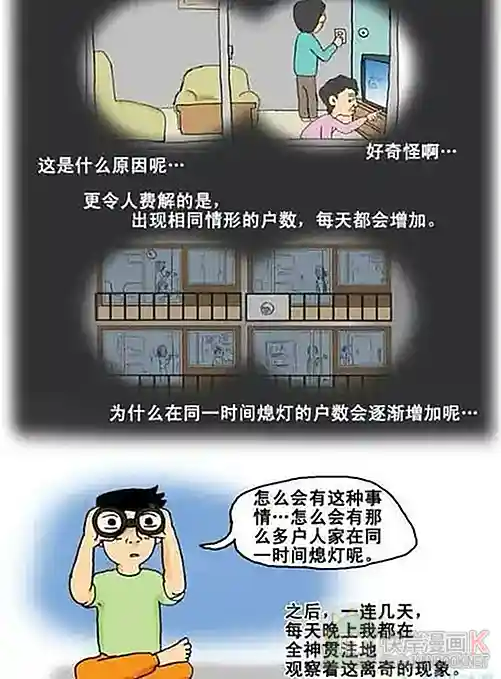 好奇怪啊…
这是什么原因呢…
更令人费解的是，
出现相同情形的户数，每天都会增加。
为什么在同一时间熄灯的户数会逐渐增加呢…
怎么会有这种事
情…怎么会有那
么多户人家在同
一时间熄灯呢。
之后，一连几天，
每天晚上我都在
全神贯注地
观察着这离奇的现象。